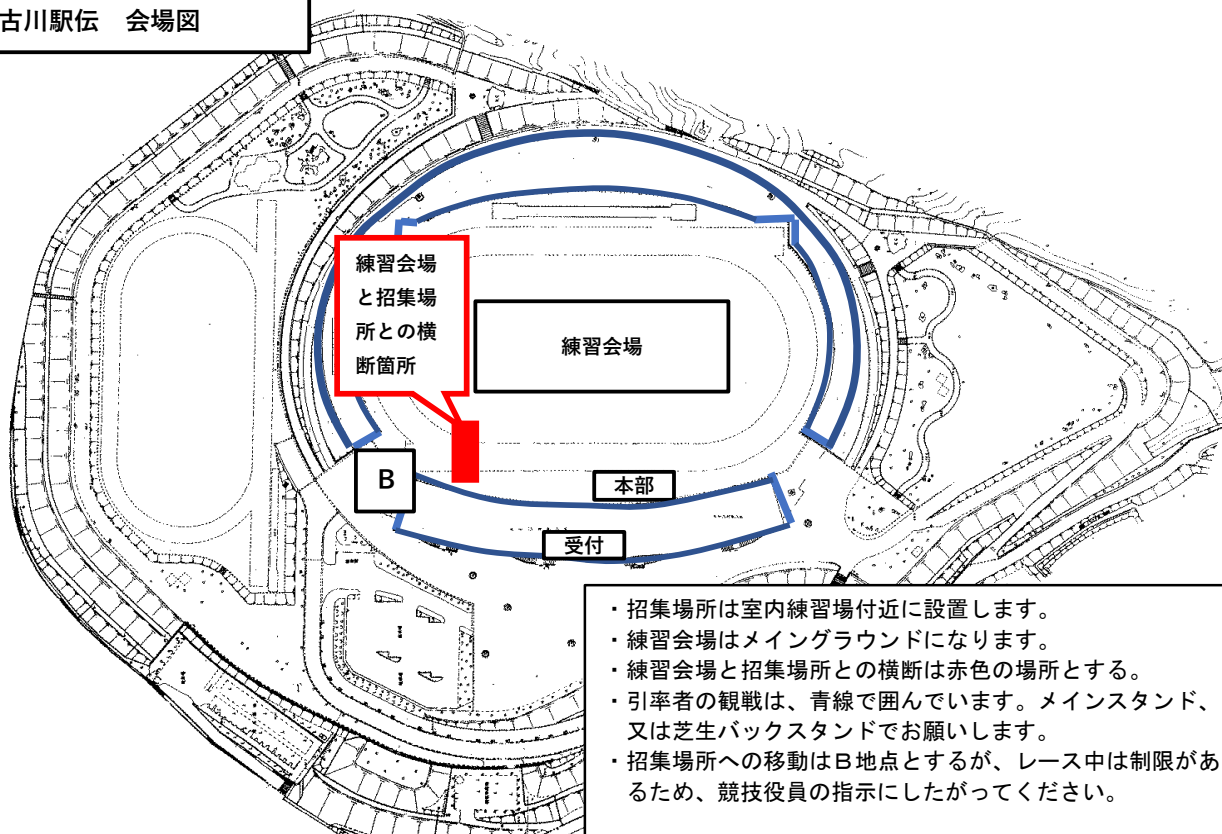 古川駅伝　会場図
練習会場
と招集場
所との横
断箇所
練習会場
B
本部
受付
・招集場所は室内練習場付近に設置します。
・練習会場はメイングラウンドになります。
・練習会場と招集場所との横断は赤色の場所とする。
・引率者の観戦は、青線で囲んでいます。メインスタンド、
又は芝生バックスタンドでお願いします。
・招集場所への移動はＢ地点とするが、レース中は制限があ
るため、競技役員の指示にしたがってください。